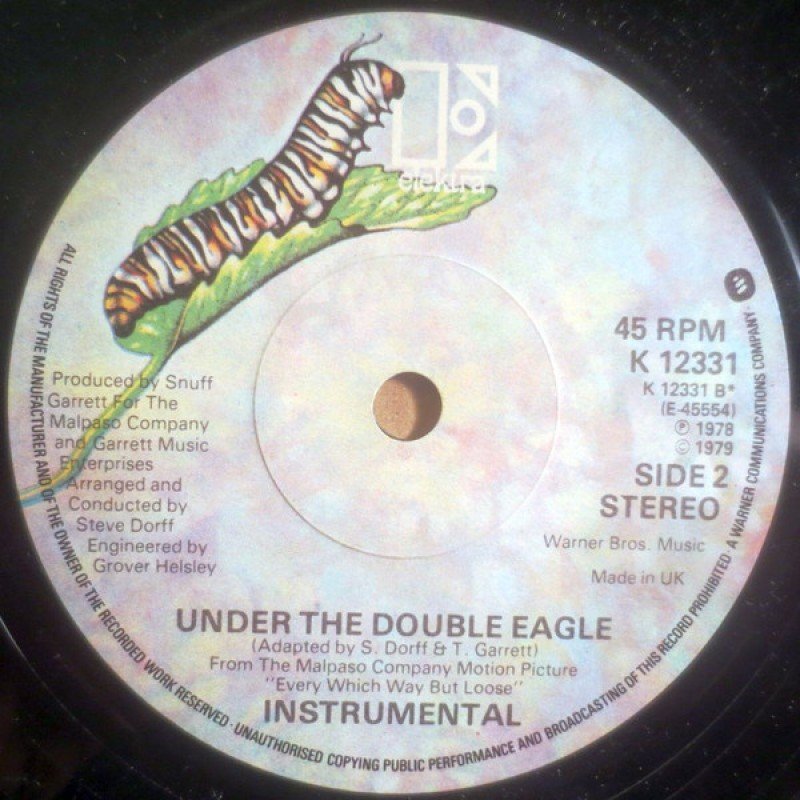 elektra
45 RPM
K 12331
K 12331 B*
(E-45554)
℗ 1978
© 1979
SIDE 2
STEREO
Warner Bros. Music
Made in UK
Produced by Snuff
Garrett For The
Malpaso Company
and Garrett Music
Enterprises
Arranged and
Conducted by
Steve Dorff
Engineered by
Grover Helsley
UNDER THE DOUBLE EAGLE
(Adapted by S. Dorff & T. Garrett)
From The Malpaso Company Motion Picture
"Every Which Way But Loose"
INSTRUMENTAL
ALL RIGHTS OF THE MANUFACTURER AND OF THE OWNER OF THE RECORDED WORK RESERVED · UNAUTHORISED COPYING PUBLIC PERFORMANCE AND BROADCASTING OF THIS RECORD PROHIBITED · A WARNER COMMUNICATIONS COMPANY ·